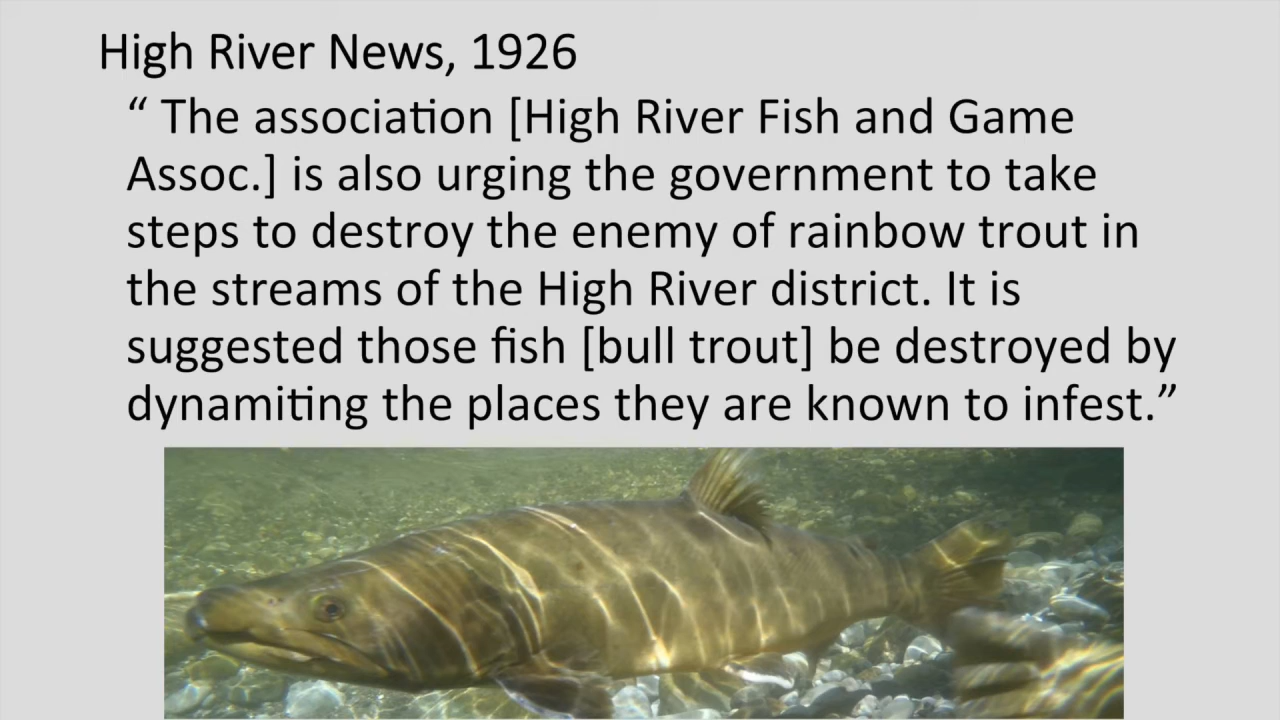 High River News, 1926
“ The association [High River Fish and Game
Assoc.] is also urging the government to take
steps to destroy the enemy of rainbow trout in
the streams of the High River district. It is
suggested those fish [bull trout] be destroyed by
dynamiting the places they are known to infest.”